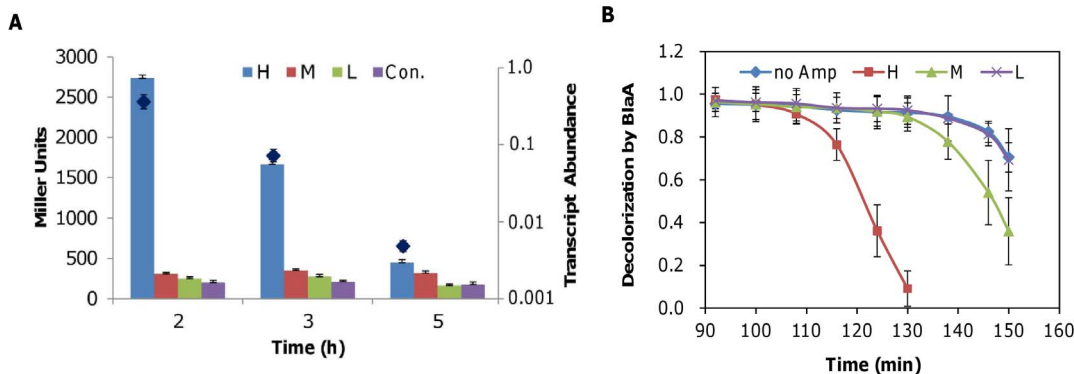 A
3000
2500
2000
1500
1000
500
0
Miller Units
H M L Con.
1.0
0.1
0.01
0.001
Transcript Abundance
2 3 5
Time (h)
B
1.2
1.0
0.8
0.6
0.4
0.2
0.0
Decolorization by BlaA
no Amp H M L
90 100 110 120 130 140 150 160
Time (min)